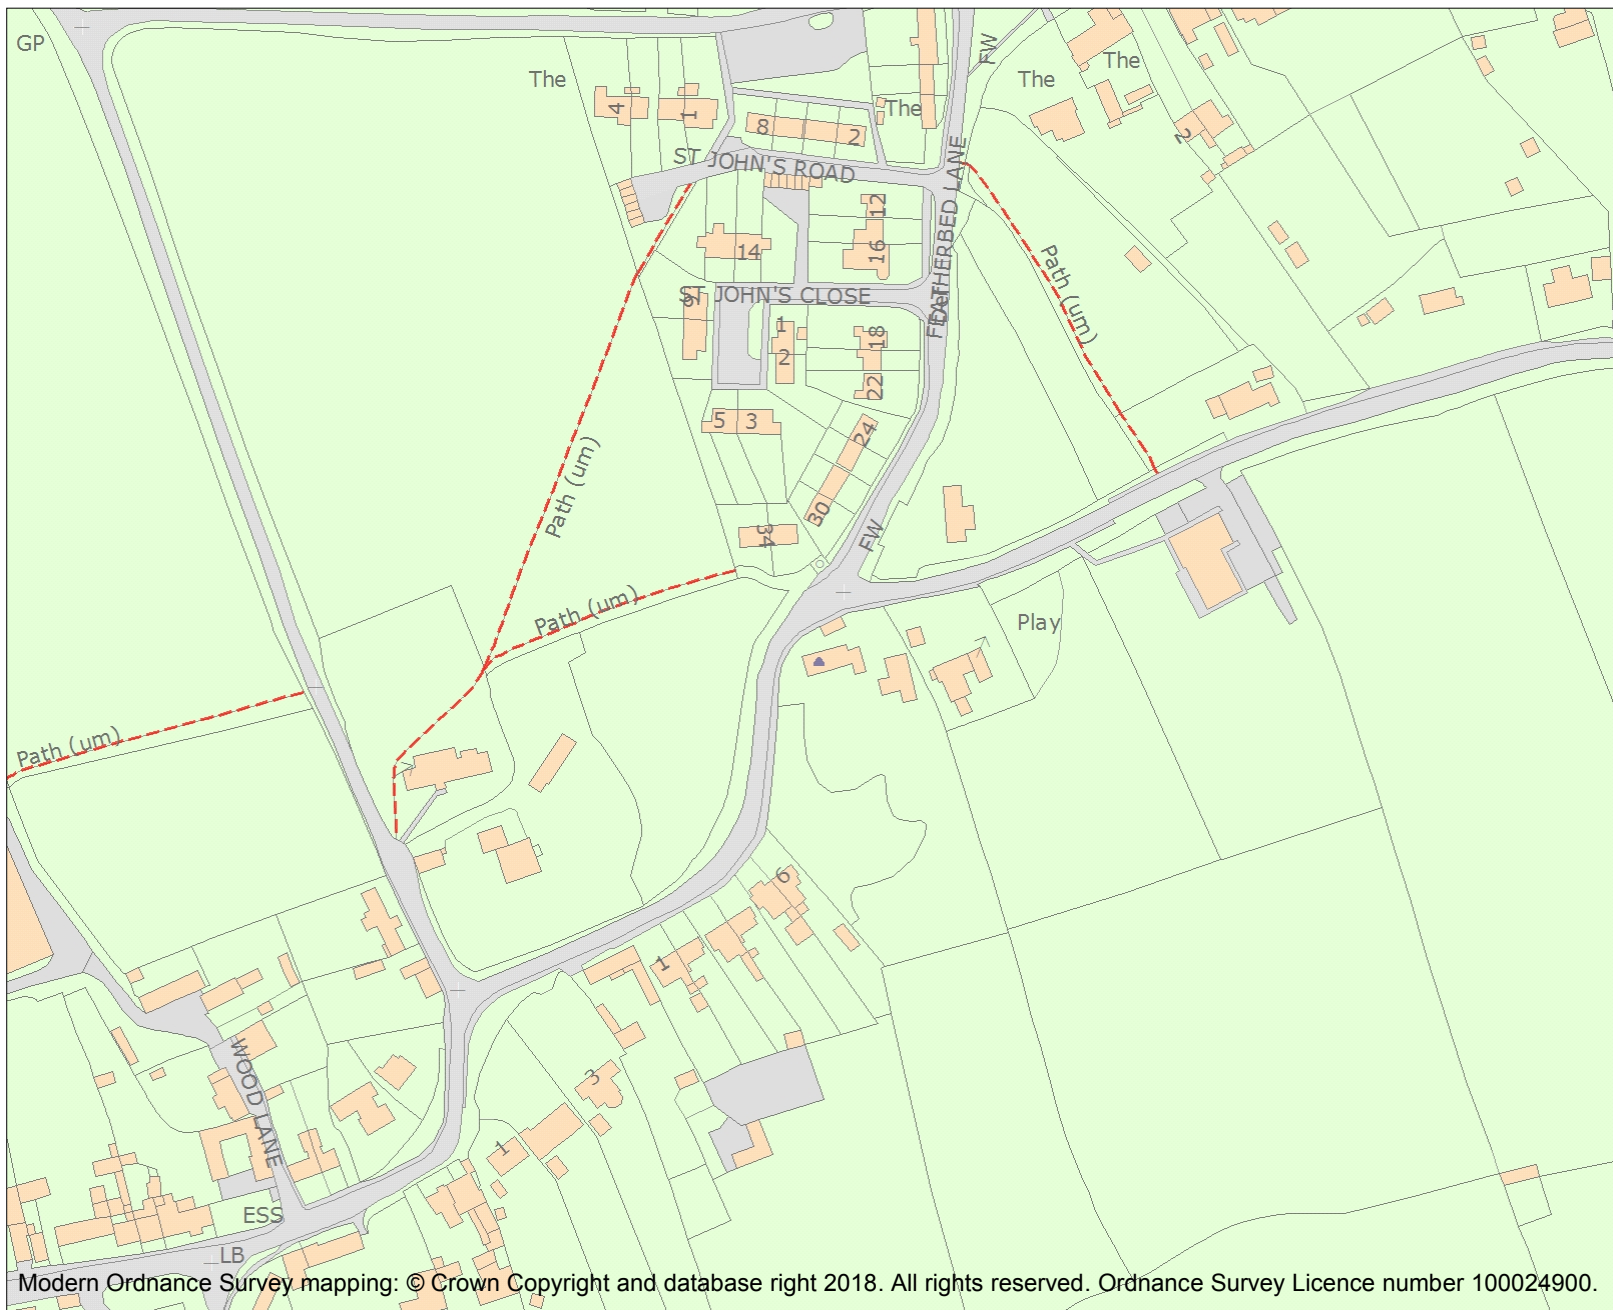 GP
FW
The
The
The
The
4
1
8
2
2
ST JOHN'S ROAD
FEATHERBED LANE
12
14
16
Path (um)
ST JOHN'S CLOSE
9
Def
1
18
2
22
5
3
24
Path (um)
30
34
FW
Path (um)
Play
Path (um)
6
1
WOOD LANE
3
1
ESS
LB
Modern Ordnance Survey mapping: © Crown Copyright and database right 2018. All rights reserved. Ordnance Survey Licence number 100024900.